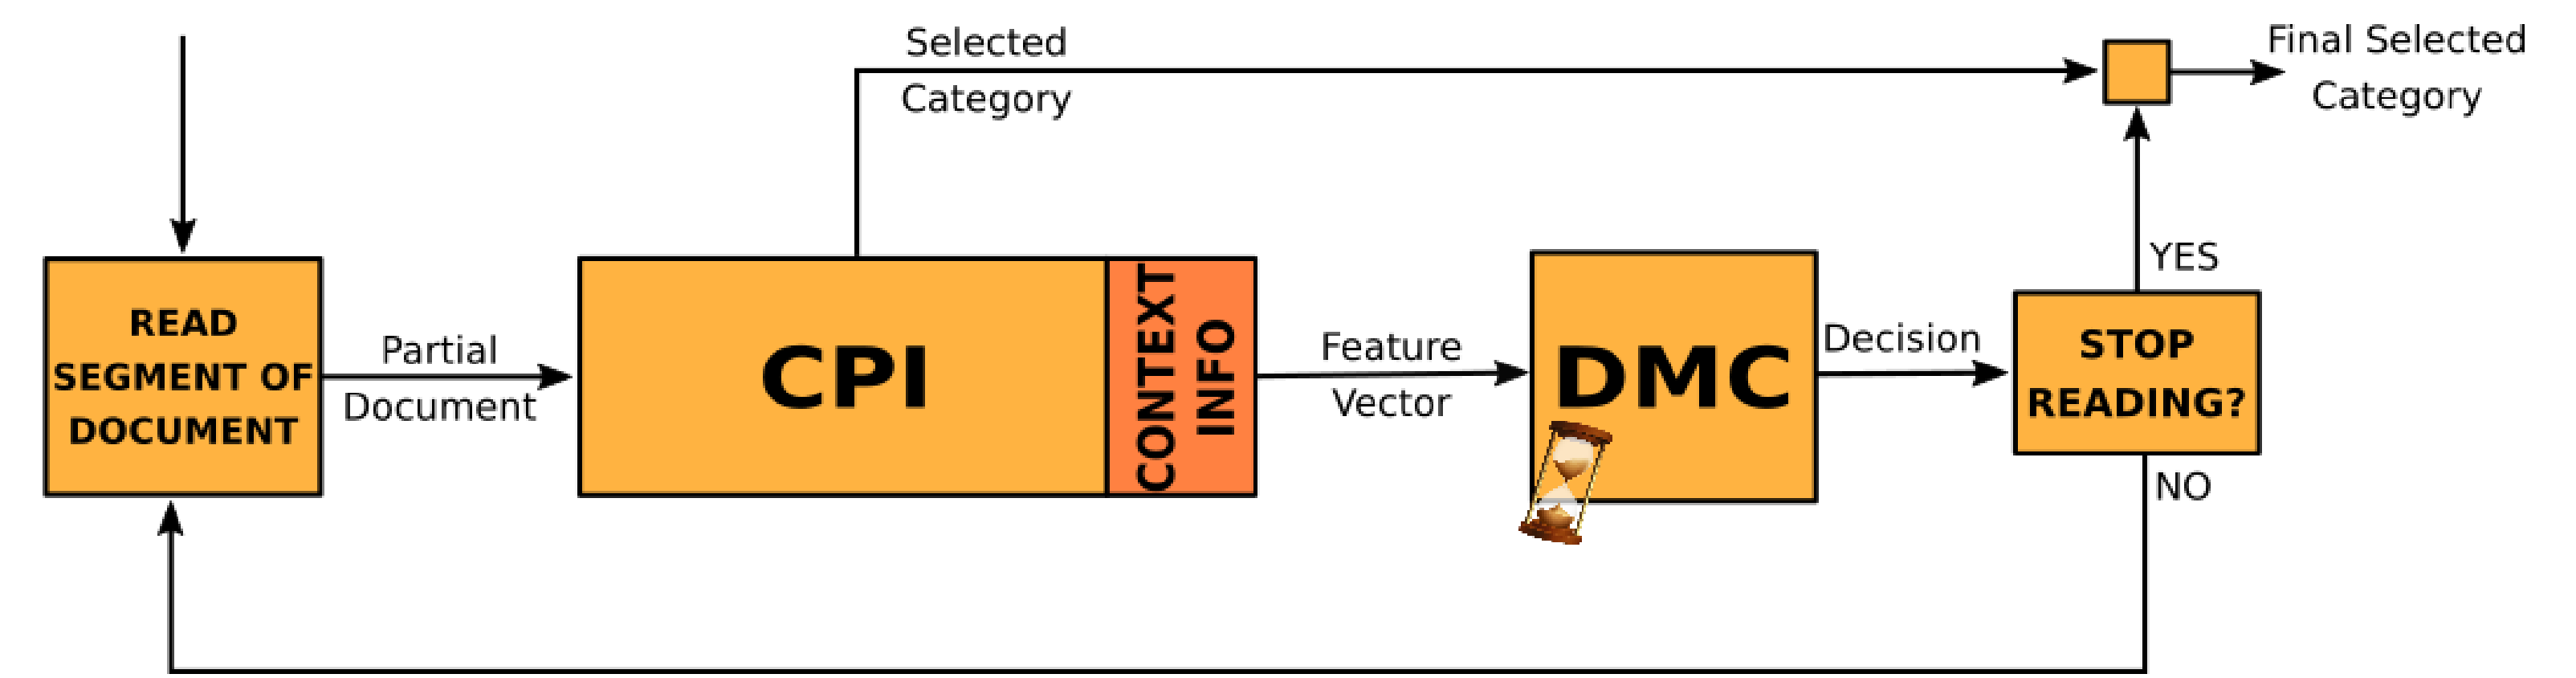 Selected
Category
Final Selected
Category
READ
SEGMENT OF
DOCUMENT
Partial
Document
CPI
CONTEXT
INFO
Feature
Vector
DMC
Decision
STOP
READING?
YES
NO